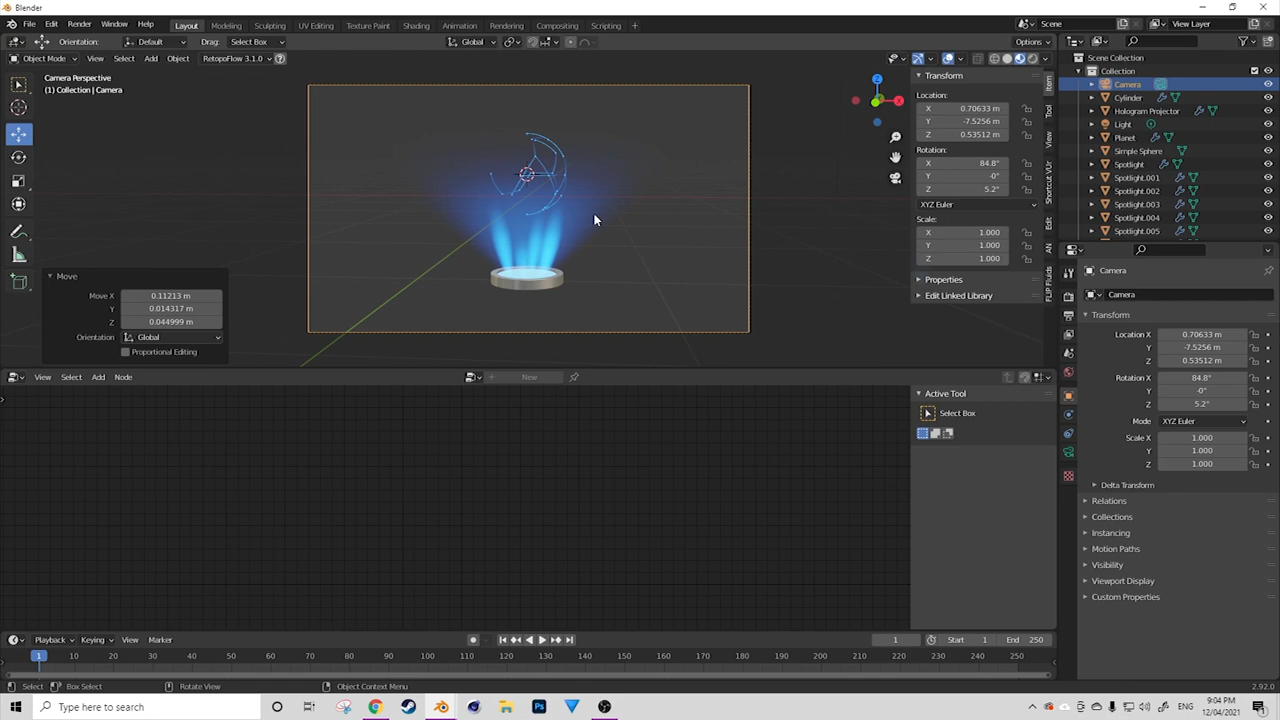 Blender
File Edit Render Window Help Layout Modeling Sculpting UV Editing Texture Paint Shading Animation Rendering Compositing Scripting + Scene View Layer
Orientation: Default Drag: Select Box Global Options
Object Mode View Select Add Object RetopoFlow 3.1.0
Camera Perspective
(1) Collection | Camera
Move
Move X 0.11213 m
Y 0.014317 m
Z 0.044999 m
Orientation Global
Proportional Editing
Transform
Location:
X 0.70633 m
Y -7.5256 m
Z 0.53512 m
Rotation:
X 84.8°
Y -0°
Z 5.2°
XYZ Euler
Scale:
X 1.000
Y 1.000
Z 1.000
Properties
Edit Linked Library
Item
Tool
View
Shortcut VUr
Edit
AN
FLIP Fluids
Scene Collection
Collection
Camera
Cylinder
Hologram Projector
Light
Planet
Simple Sphere
Spotlight
Spotlight.001
Spotlight.002
Spotlight.003
Spotlight.004
Spotlight.005
Camera
Camera
Transform
Location X 0.70633 m
Y -7.5256 m
Z 0.53512 m
Rotation X 84.8°
Y -0°
Z 5.2°
Mode XYZ Euler
Scale X 1.000
Y 1.000
Z 1.000
Delta Transform
Relations
Collections
Instancing
Motion Paths
Visibility
Viewport Display
Custom Properties
View Select Add Node New
Active Tool
Select Box
Playback Keying View Marker 1 Start 1 End 250
1 10 20 30 40 50 60 70 80 90 100 110 120 130 140 150 160 170 180 190 200 210 220 230 240 250
Select Box Select Rotate View Object Context Menu 2.92.0
Type here to search
9:04 PM
12/04/2021